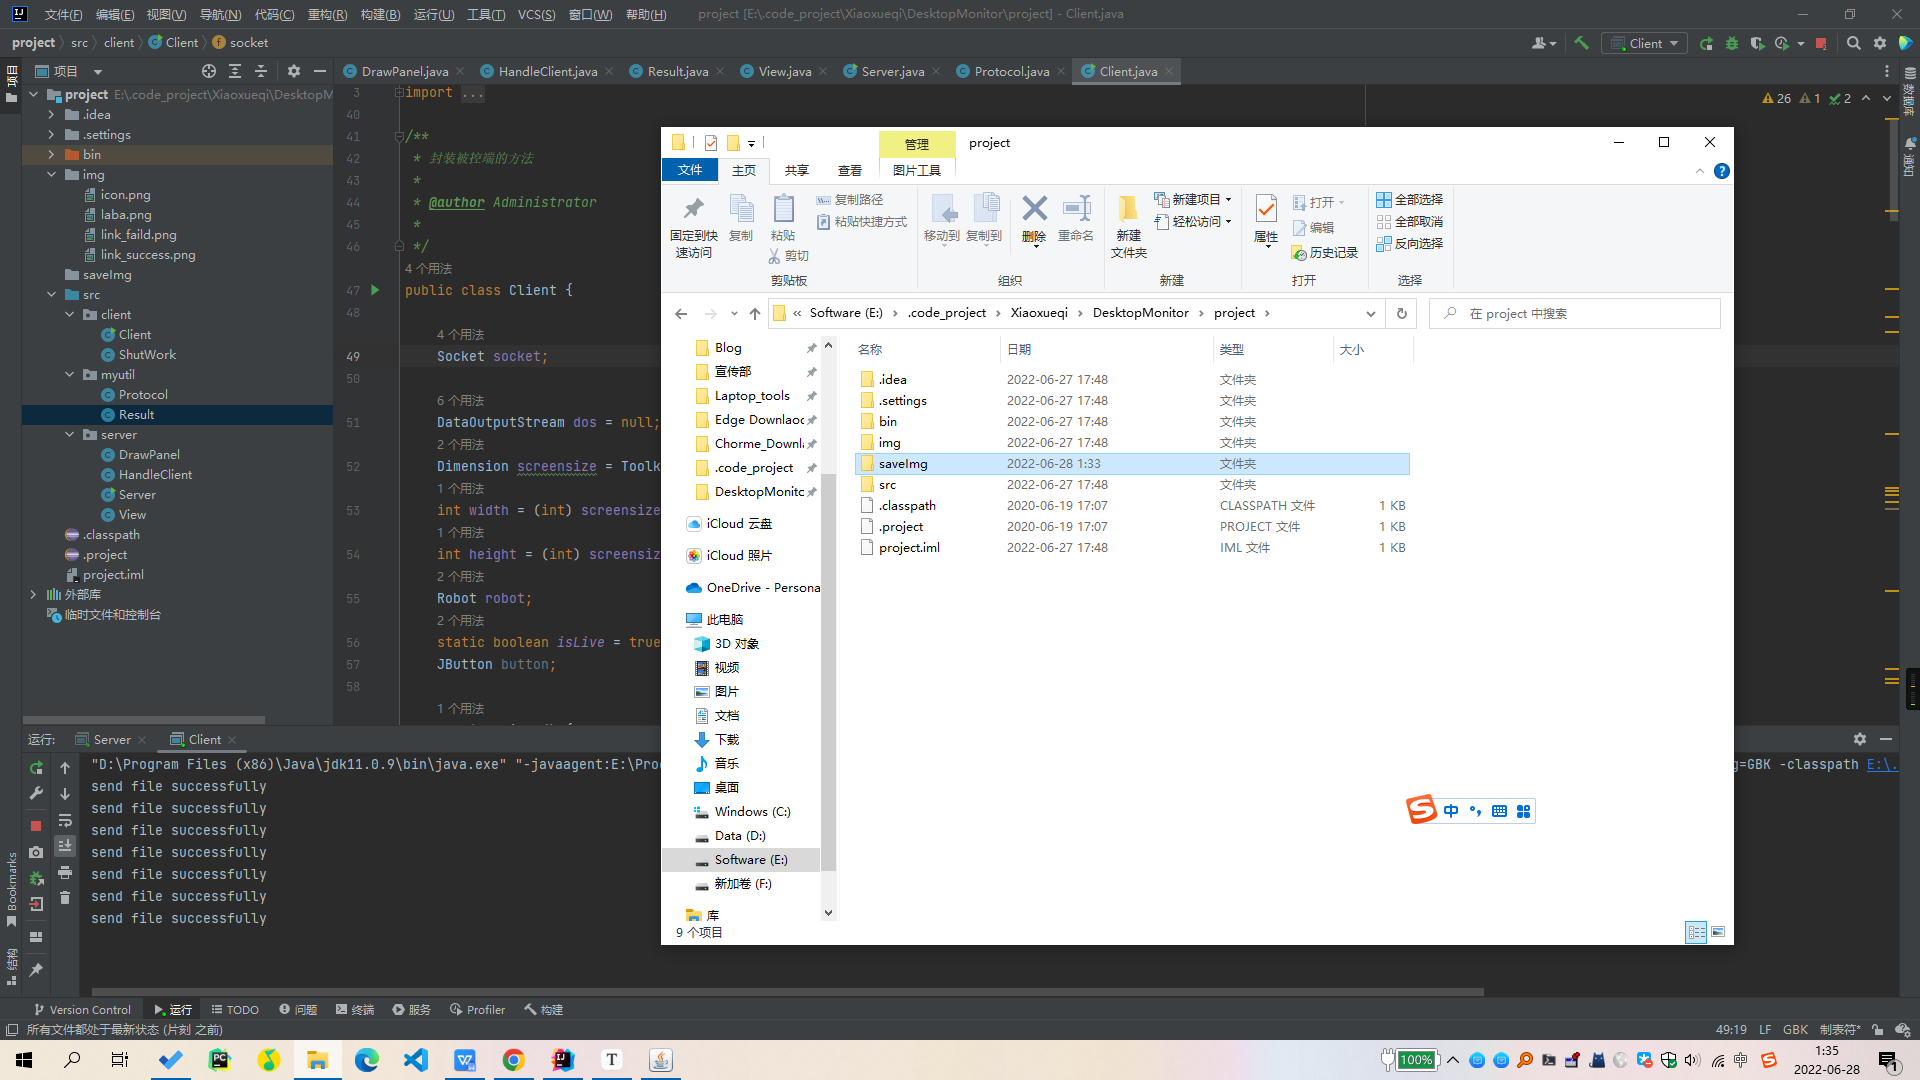 文件(F) 编辑(E) 视图(V) 导航(N) 代码(C) 重构(R) 构建(B) 运行(U) 工具(T) VCS(S) 窗口(W) 帮助(H) project [E:\.code_project\Xiaoxueqi\DesktopMonitor\project] - Client.java
project src client Client socket
Client
项目
DrawPanel.java HandleClient.java Result.java View.java Server.java Protocol.java Client.java
project E:\.code_project\Xiaoxueqi\DesktopM
.idea
.settings
bin
img
icon.png
laba.png
link_faild.png
link_success.png
saveImg
src
client
Client
ShutWork
myutil
Protocol
Result
server
DrawPanel
HandleClient
Server
View
.classpath
.project
project.iml
外部库
临时文件和控制台
项目
Bookmarks
结构
数据库
通知
26 1 2
3 import ...
40
41 /**
42 * 封装被控端的方法
43 *
44 * @author Administrator
45 *
46 */
4 个用法
47 public class Client {
48
4 个用法
49 Socket socket;
50
6 个用法
51 DataOutputStream dos = null;
2 个用法
52 Dimension screensize = Toolk
1 个用法
53 int width = (int) screensize
1 个用法
54 int height = (int) screensiz
2 个用法
55 Robot robot;
2 个用法
56 static boolean isLive = true
57 JButton button;
58
1 个用法
管理 project
文件 主页 共享 查看 图片工具
固定到快速访问
复制
粘贴
复制路径
粘贴快捷方式
剪切
剪贴板
移动到 复制到 删除 重命名
组织
新建文件夹
新建项目
轻松访问
新建
属性
打开
编辑
历史记录
打开
全部选择
全部取消
反向选择
选择
« Software (E:) › .code_project › Xiaoxueqi › DesktopMonitor › project ›
在 project 中搜索
Blog
宣传部
Laptop_tools
Edge Downlaoc
Chorme_Downl
.code_project
DesktopMonitc
iCloud 云盘
iCloud 照片
OneDrive - Persona
此电脑
3D 对象
视频
图片
文档
下载
音乐
桌面
Windows (C:)
Data (D:)
Software (E:)
新加卷 (F:)
库
名称 日期 类型 大小
.idea 2022-06-27 17:48 文件夹
.settings 2022-06-27 17:48 文件夹
bin 2022-06-27 17:48 文件夹
img 2022-06-27 17:48 文件夹
saveImg 2022-06-28 1:33 文件夹
src 2022-06-27 17:48 文件夹
.classpath 2020-06-19 17:07 CLASSPATH 文件 1 KB
.project 2020-06-19 17:07 PROJECT 文件 1 KB
project.iml 2022-06-27 17:48 IML 文件 1 KB
9 个项目
中
运行: Server Client
"D:\Program Files (x86)\Java\jdk11.0.9\bin\java.exe" "-javaagent:E:\Pro
g=GBK -classpath E:\.
send file successfully
send file successfully
send file successfully
send file successfully
send file successfully
send file successfully
send file successfully
Version Control 运行 TODO 问题 终端 服务 Profiler 构建
所有文件都处于最新状态 (片刻 之前)
49:19 LF GBK 制表符*
100%
中
1:35
2022-06-28
1